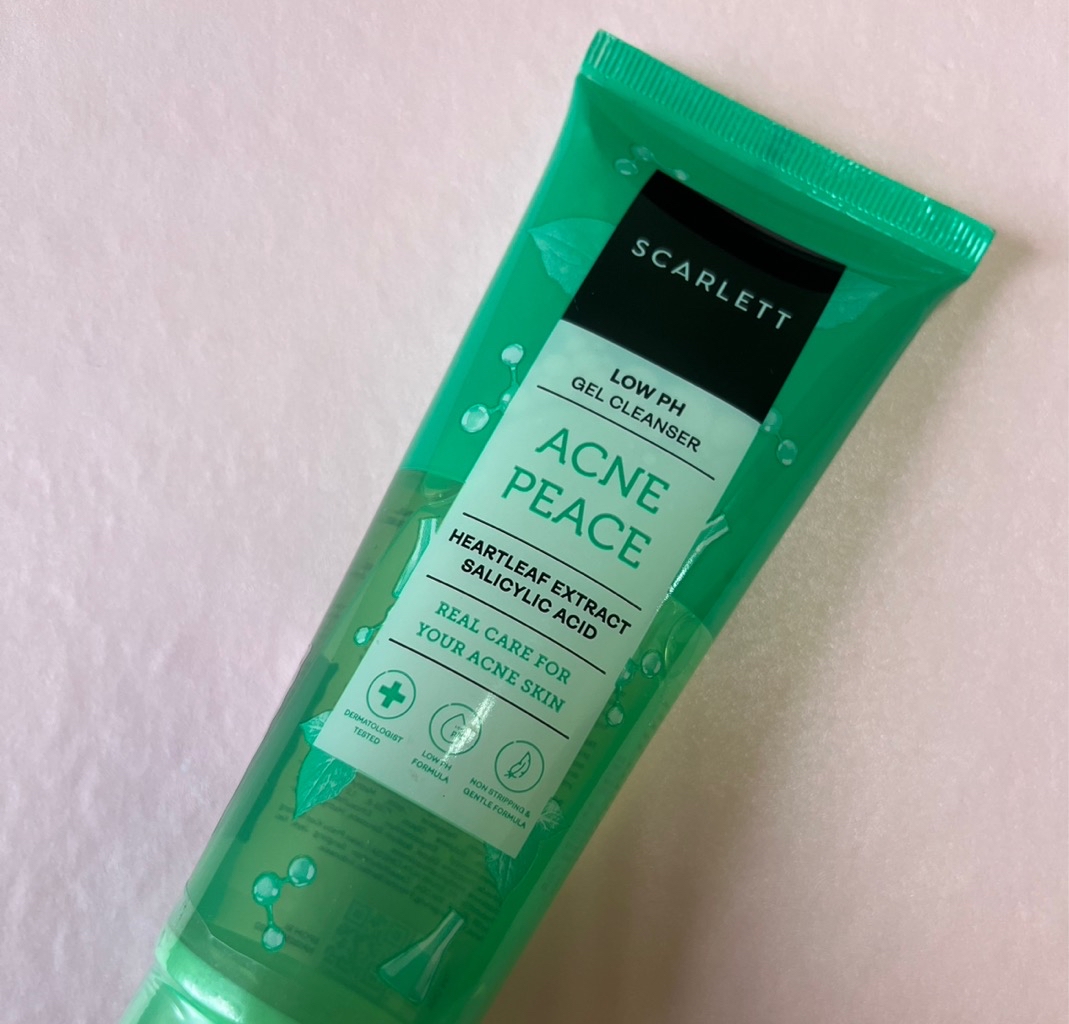 SCARLETT
LOW PH
GEL CLEANSER
ACNE
PEACE
HEARTLEAF EXTRACT
SALICYLIC ACID
REAL CARE FOR
YOUR ACNE SKIN
DERMATOLOGIST
TESTED
LOW PH
FORMULA
NON STRIPPING &
GENTLE FORMULA